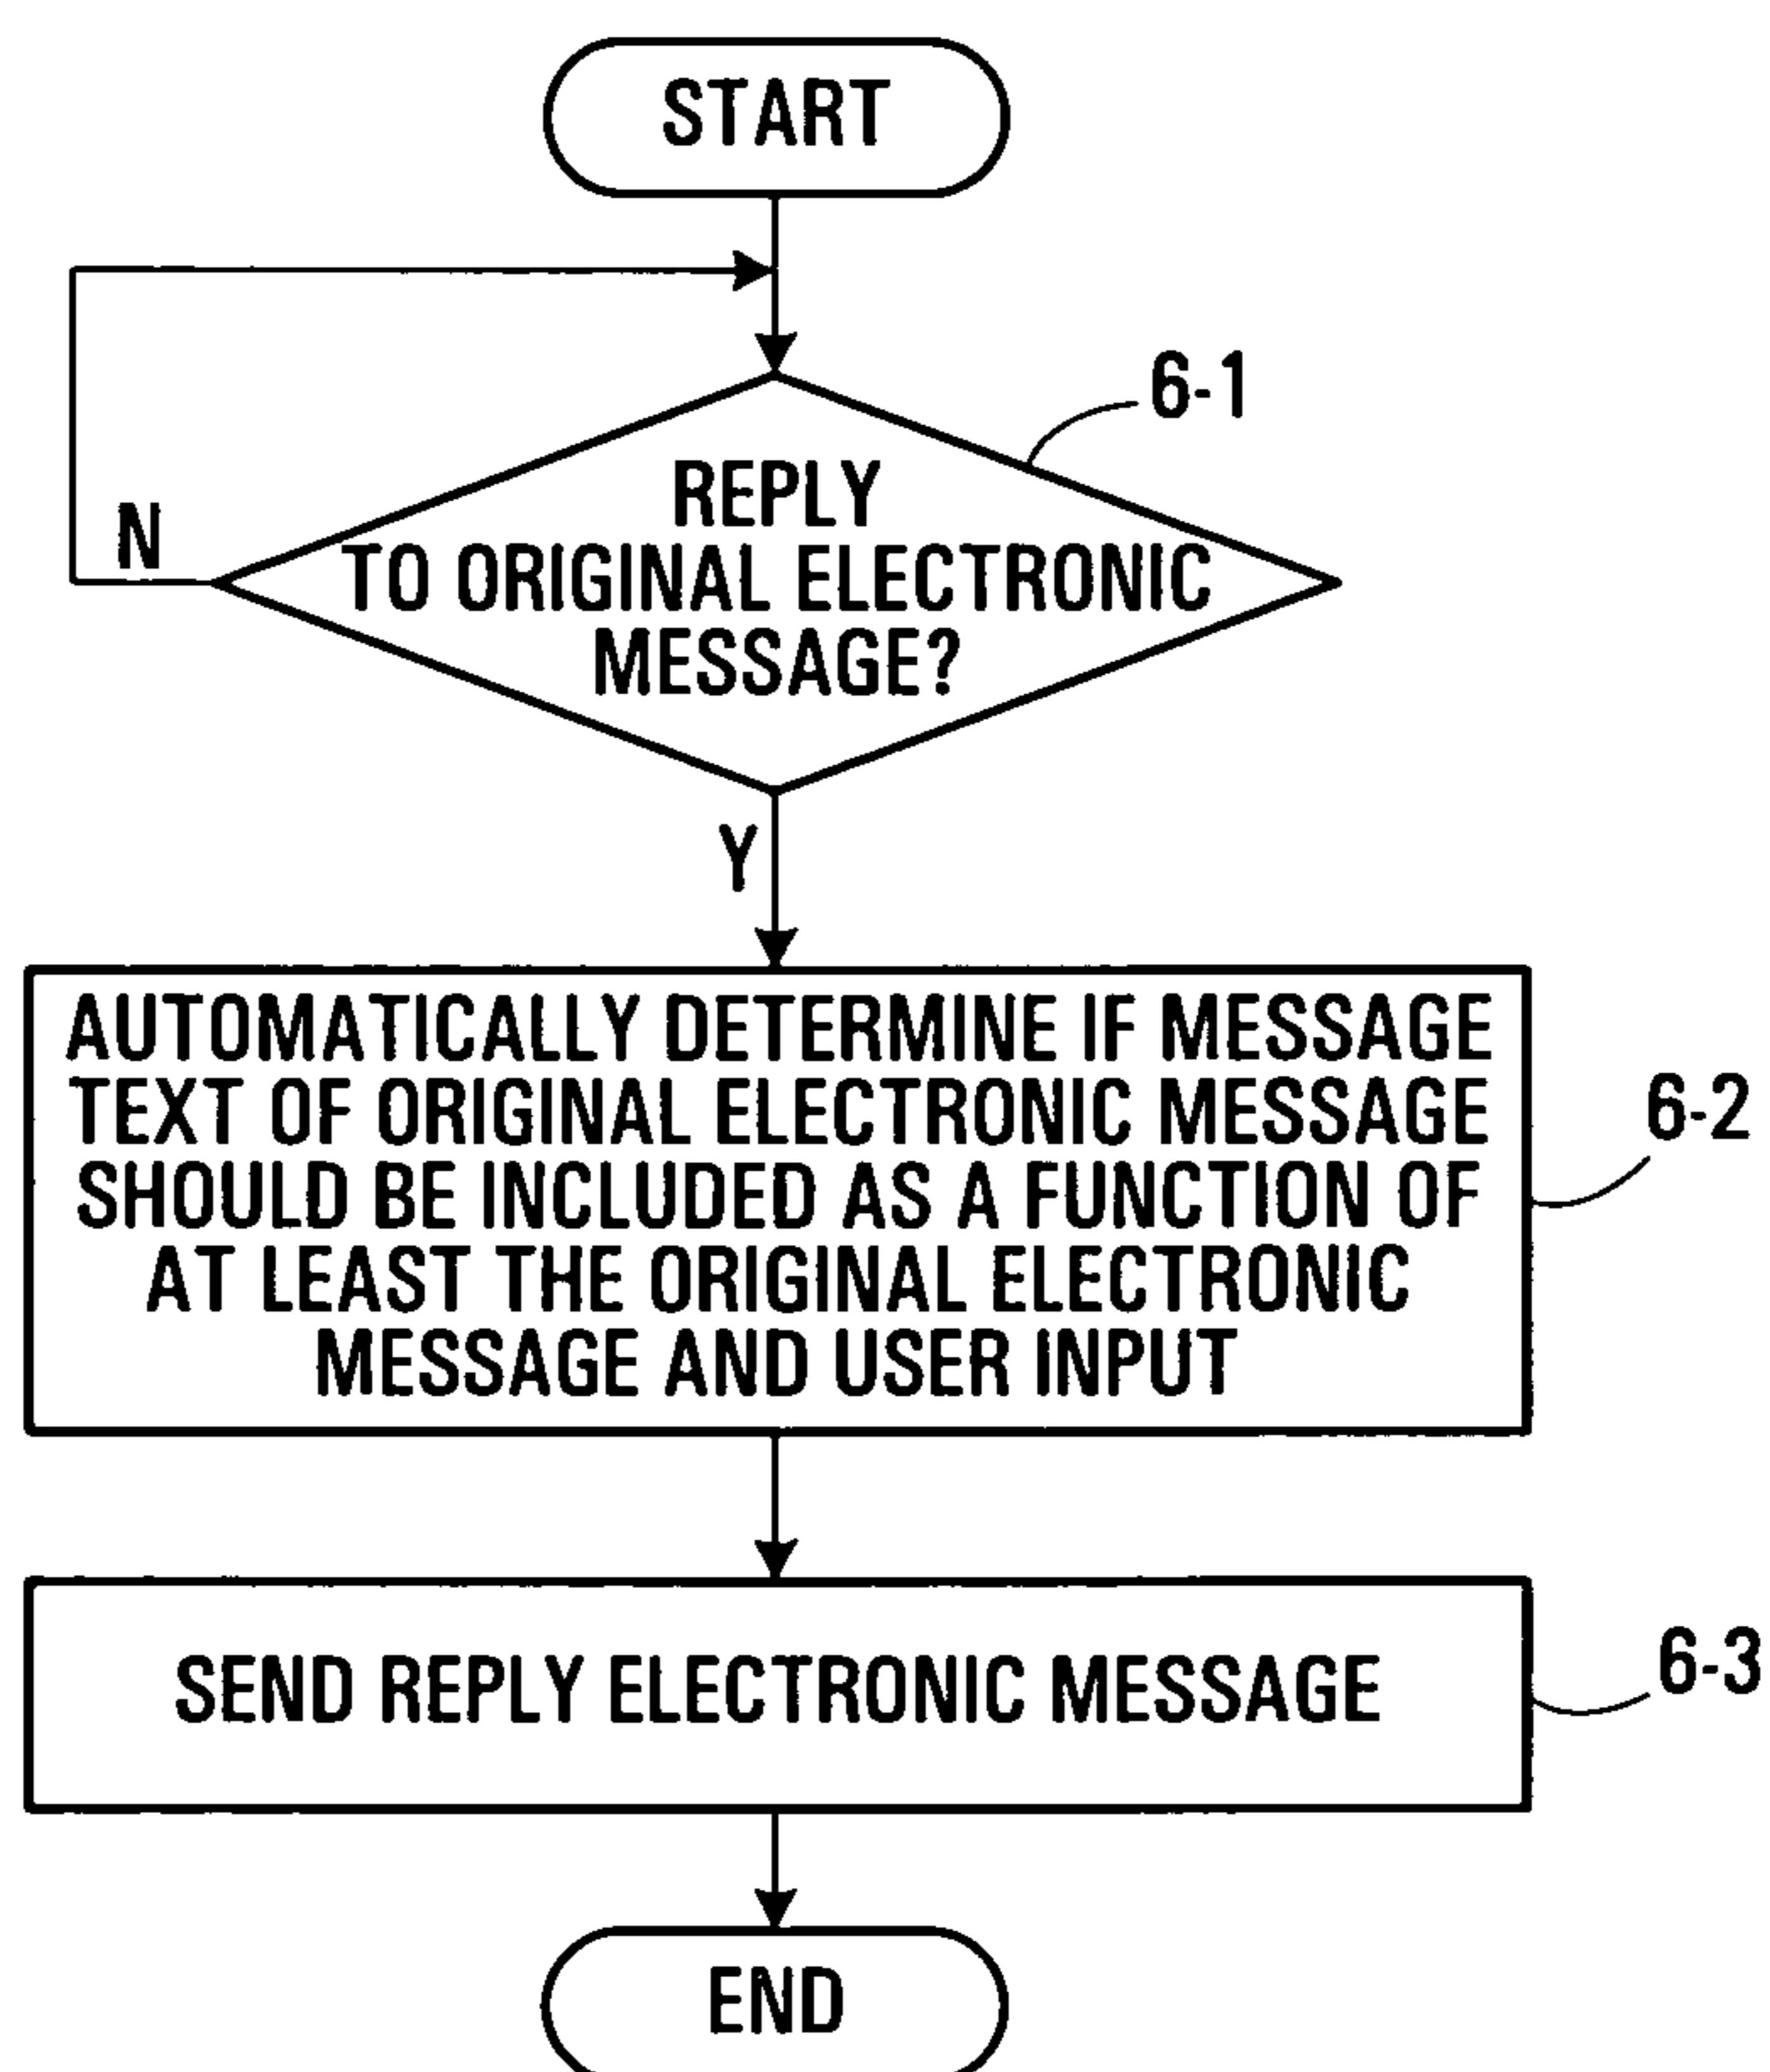 START
6-1
REPLY
TO ORIGINAL ELECTRONIC
MESSAGE?
N
Y
AUTOMATICALLY DETERMINE IF MESSAGE
TEXT OF ORIGINAL ELECTRONIC MESSAGE
SHOULD BE INCLUDED AS A FUNCTION OF
AT LEAST THE ORIGINAL ELECTRONIC
MESSAGE AND USER INPUT
6-2
SEND REPLY ELECTRONIC MESSAGE
6-3
END